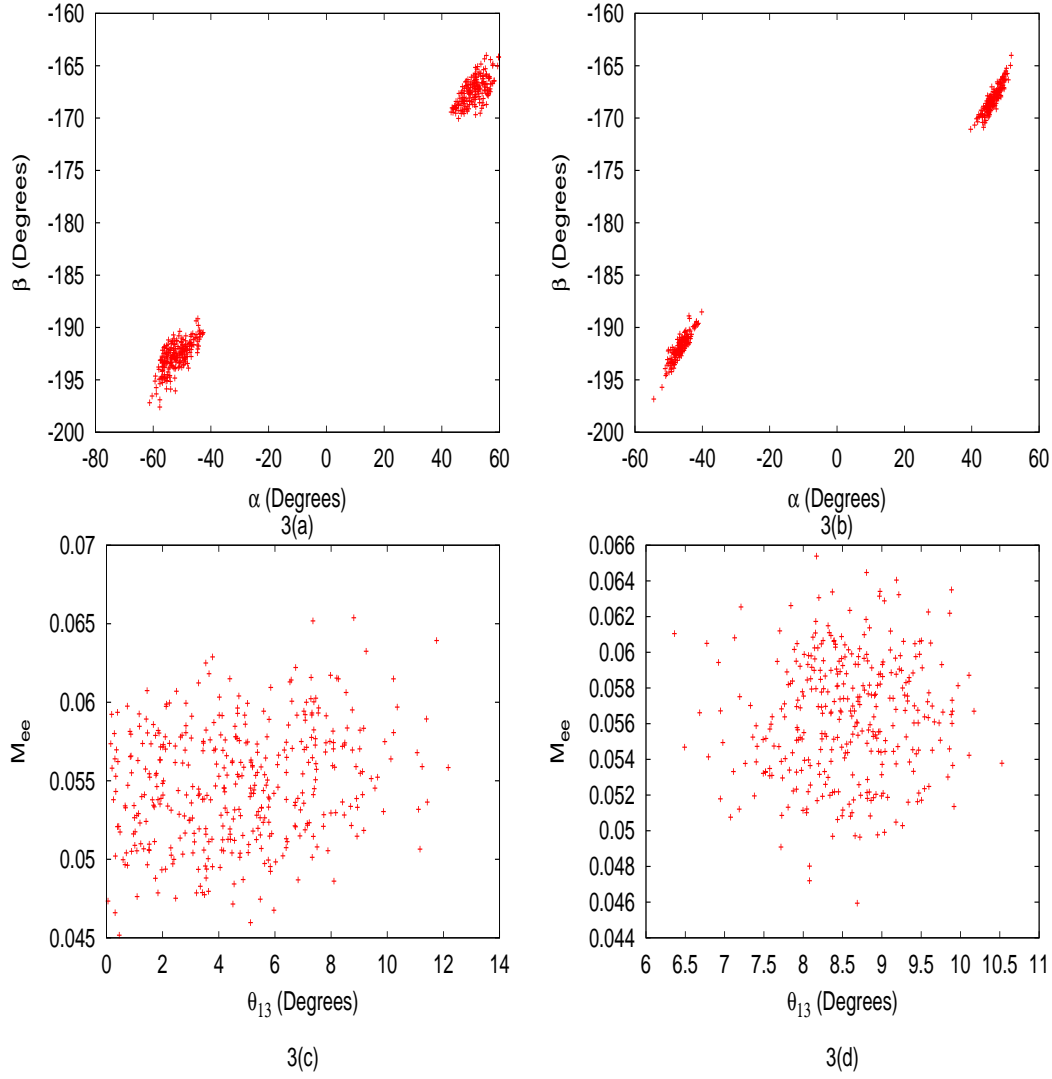 -160
-165
-170
-175
-180
-185
-190
-195
-200
β (Degrees)
-80 -60 -40 -20 0 20 40 60
α (Degrees)
3(a)
-160
-165
-170
-175
-180
-185
-190
-195
-200
β (Degrees)
-60 -40 -20 0 20 40 60
α (Degrees)
3(b)
0.07
0.065
0.06
0.055
0.05
0.045
M_ee
0 2 4 6 8 10 12 14
θ_13 (Degrees)
3(c)
0.066
0.064
0.062
0.06
0.058
0.056
0.054
0.052
0.05
0.048
0.046
0.044
M_ee
6 6.5 7 7.5 8 8.5 9 9.5 10 10.5 11
θ_13 (Degrees)
3(d)